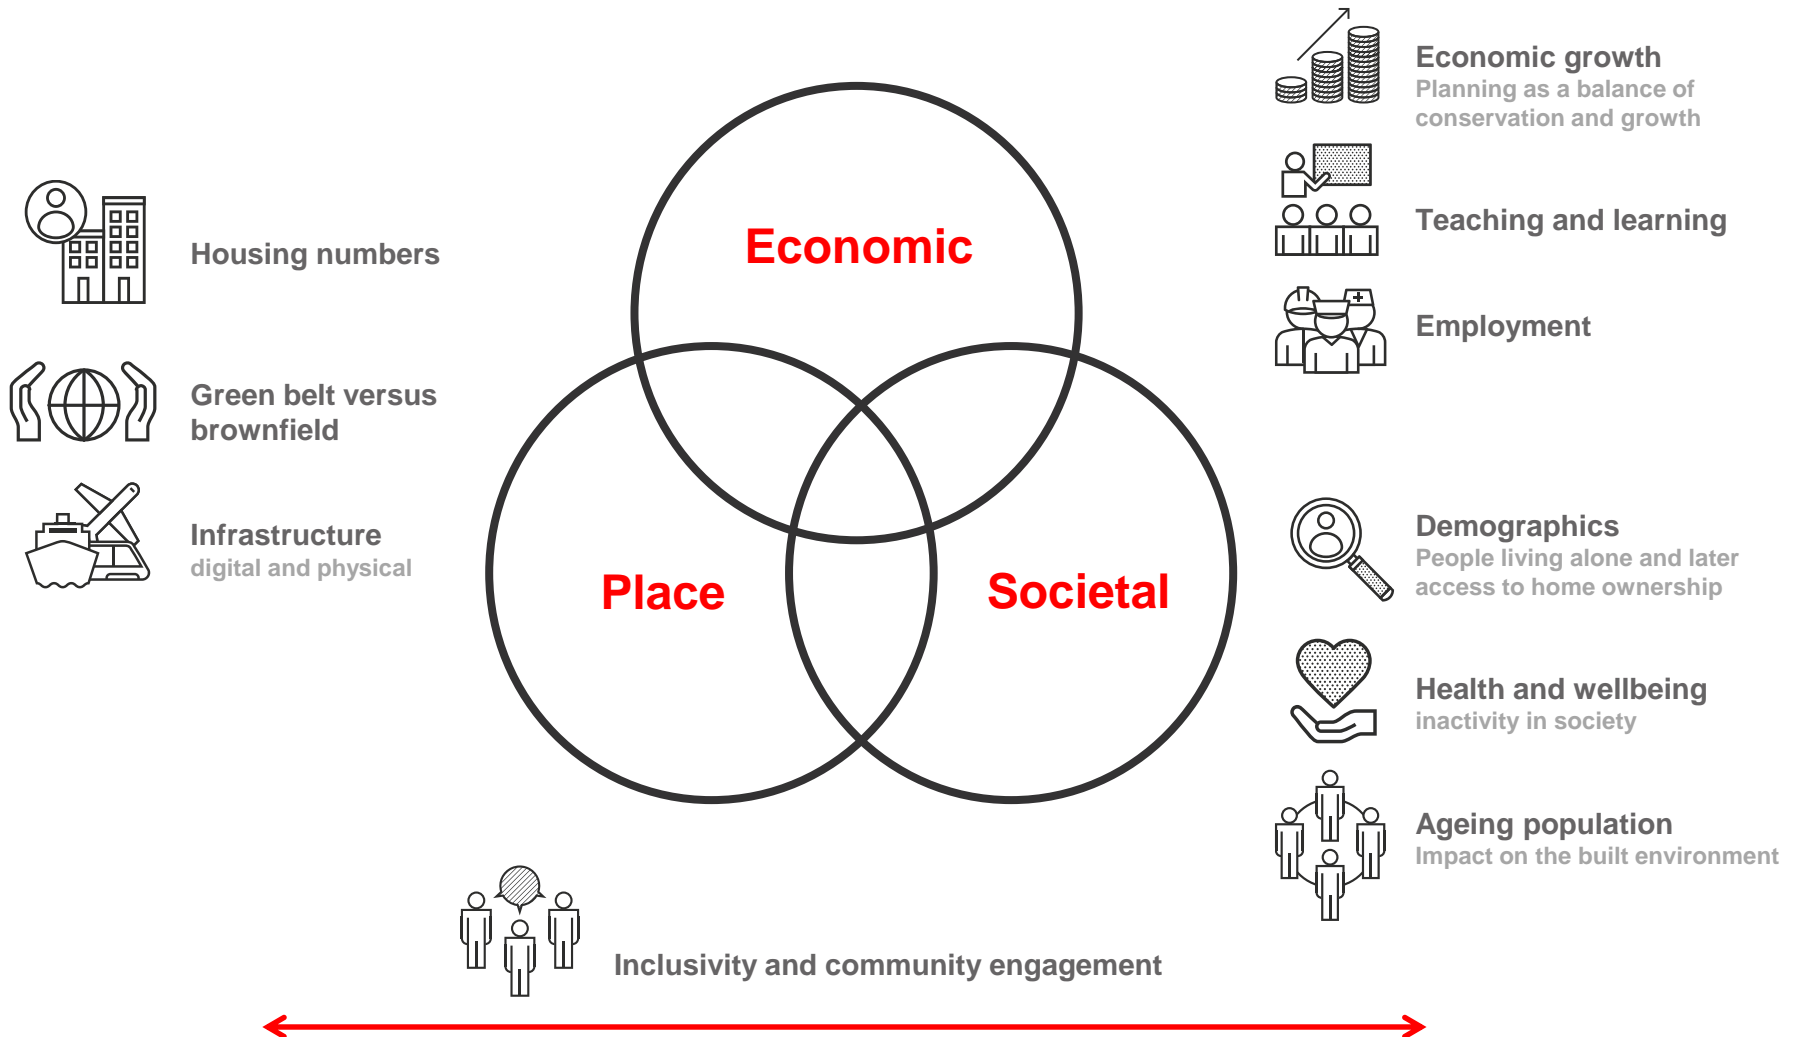 Economic growth
Planning as a balance of
conservation and growth
Teaching and learning
Employment
Economic
Housing numbers
Green belt versus
brownfield
Infrastructure
digital and physical
Place
Societal
Demographics
People living alone and later
access to home ownership
Health and wellbeing
inactivity in society
Ageing population
Impact on the built environment
Inclusivity and community engagement